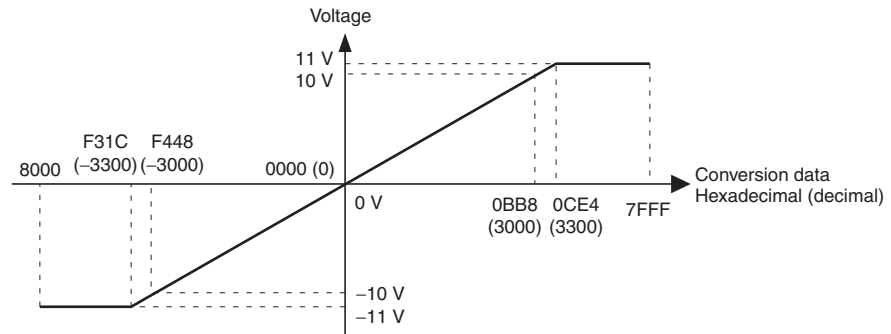 Voltage
11 V
10 V
F31C
(–3300)
F448
(–3000)
8000
0000 (0)
0 V
0BB8
(3000)
0CE4
(3300)
7FFF
Conversion data
Hexadecimal (decimal)
–10 V
–11 V